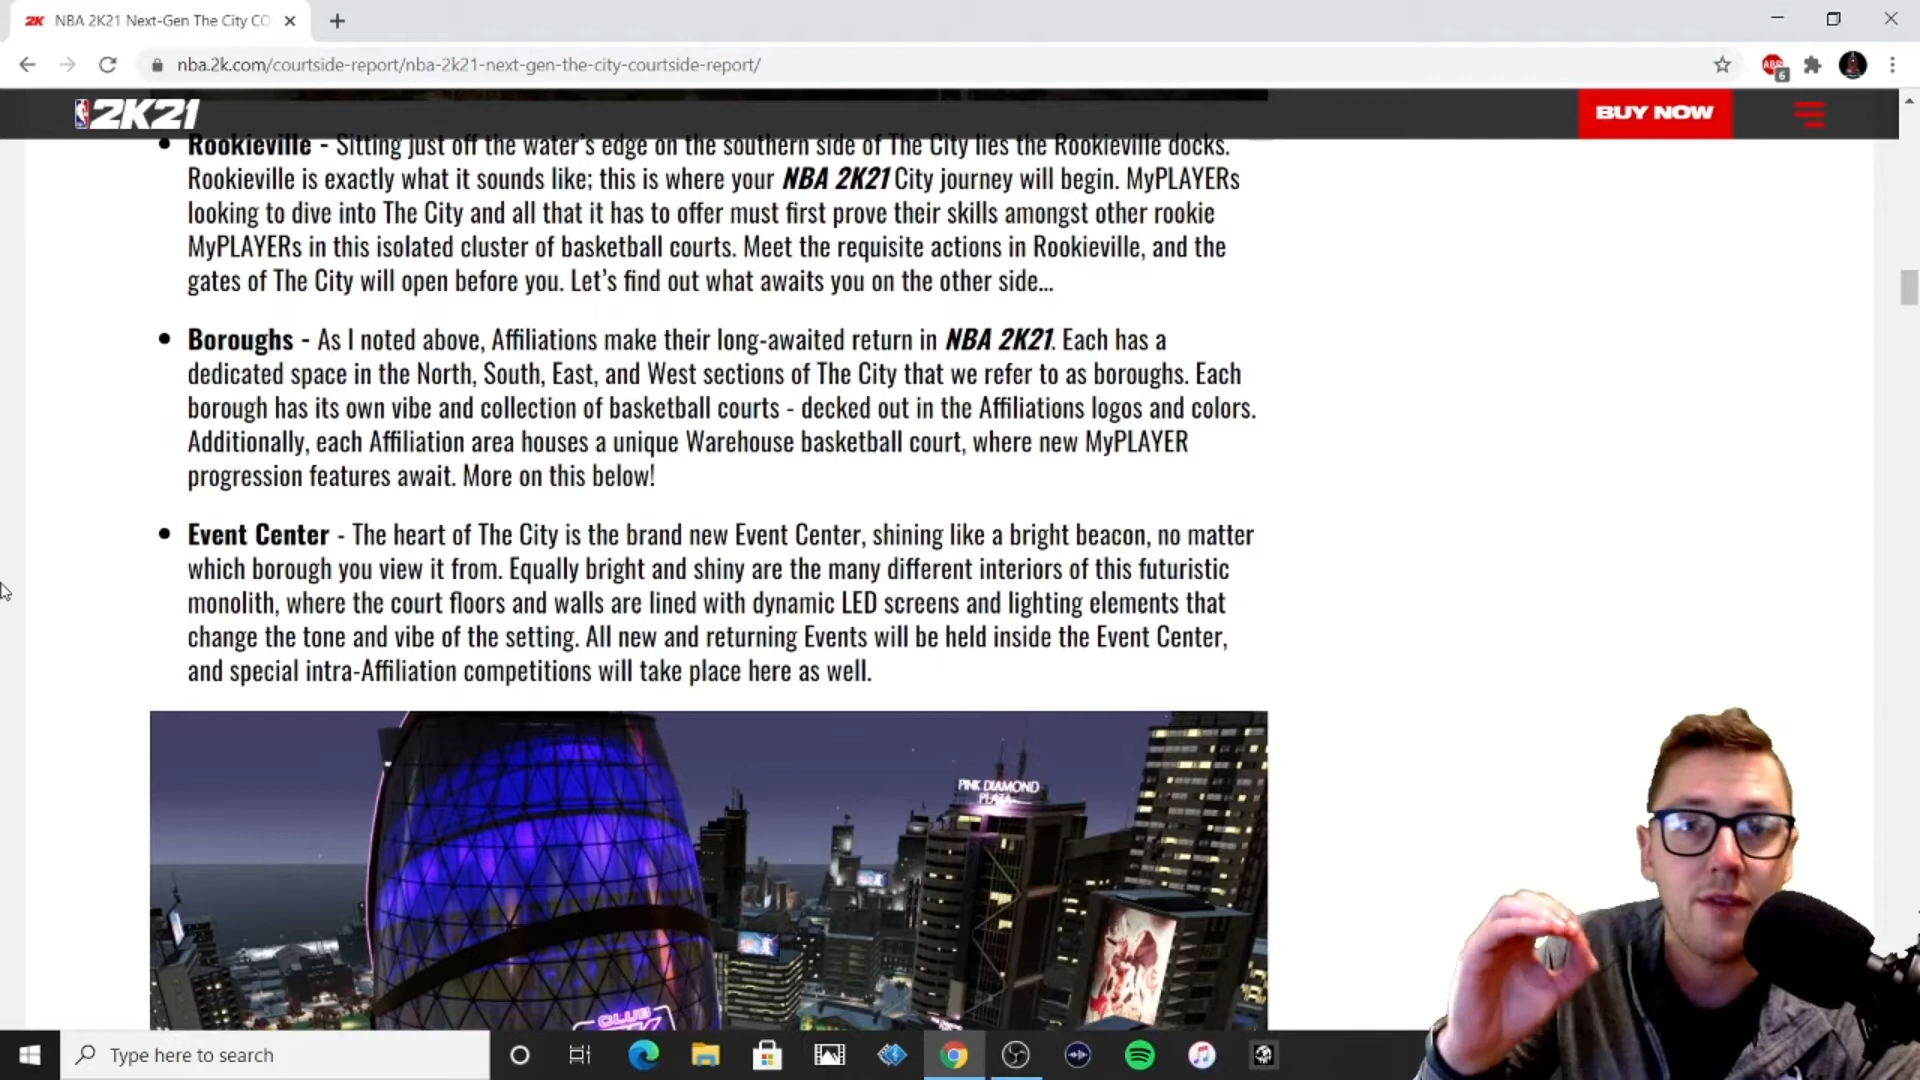 2K NBA 2K21 Next-Gen The City CO
nba.2k.com/courtside-report/nba-2k21-next-gen-the-city-courtside-report/
ABP
6
2K21
BUY NOW
• Rookieville - Sitting just off the water's edge on the southern side of The City lies the Rookieville docks.
Rookieville is exactly what it sounds like; this is where your NBA 2K21 City journey will begin. MyPLAYERs
looking to dive into The City and all that it has to offer must first prove their skills amongst other rookie
MyPLAYERs in this isolated cluster of basketball courts. Meet the requisite actions in Rookieville, and the
gates of The City will open before you. Let's find out what awaits you on the other side...
• Boroughs - As I noted above, Affiliations make their long-awaited return in NBA 2K21. Each has a
dedicated space in the North, South, East, and West sections of The City that we refer to as boroughs. Each
borough has its own vibe and collection of basketball courts - decked out in the Affiliations logos and colors.
Additionally, each Affiliation area houses a unique Warehouse basketball court, where new MyPLAYER
progression features await. More on this below!
• Event Center - The heart of The City is the brand new Event Center, shining like a bright beacon, no matter
which borough you view it from. Equally bright and shiny are the many different interiors of this futuristic
monolith, where the court floors and walls are lined with dynamic LED screens and lighting elements that
change the tone and vibe of the setting. All new and returning Events will be held inside the Event Center,
and special intra-Affiliation competitions will take place here as well.
PINK DIAMOND
PLAZA
CLUB
Type here to search